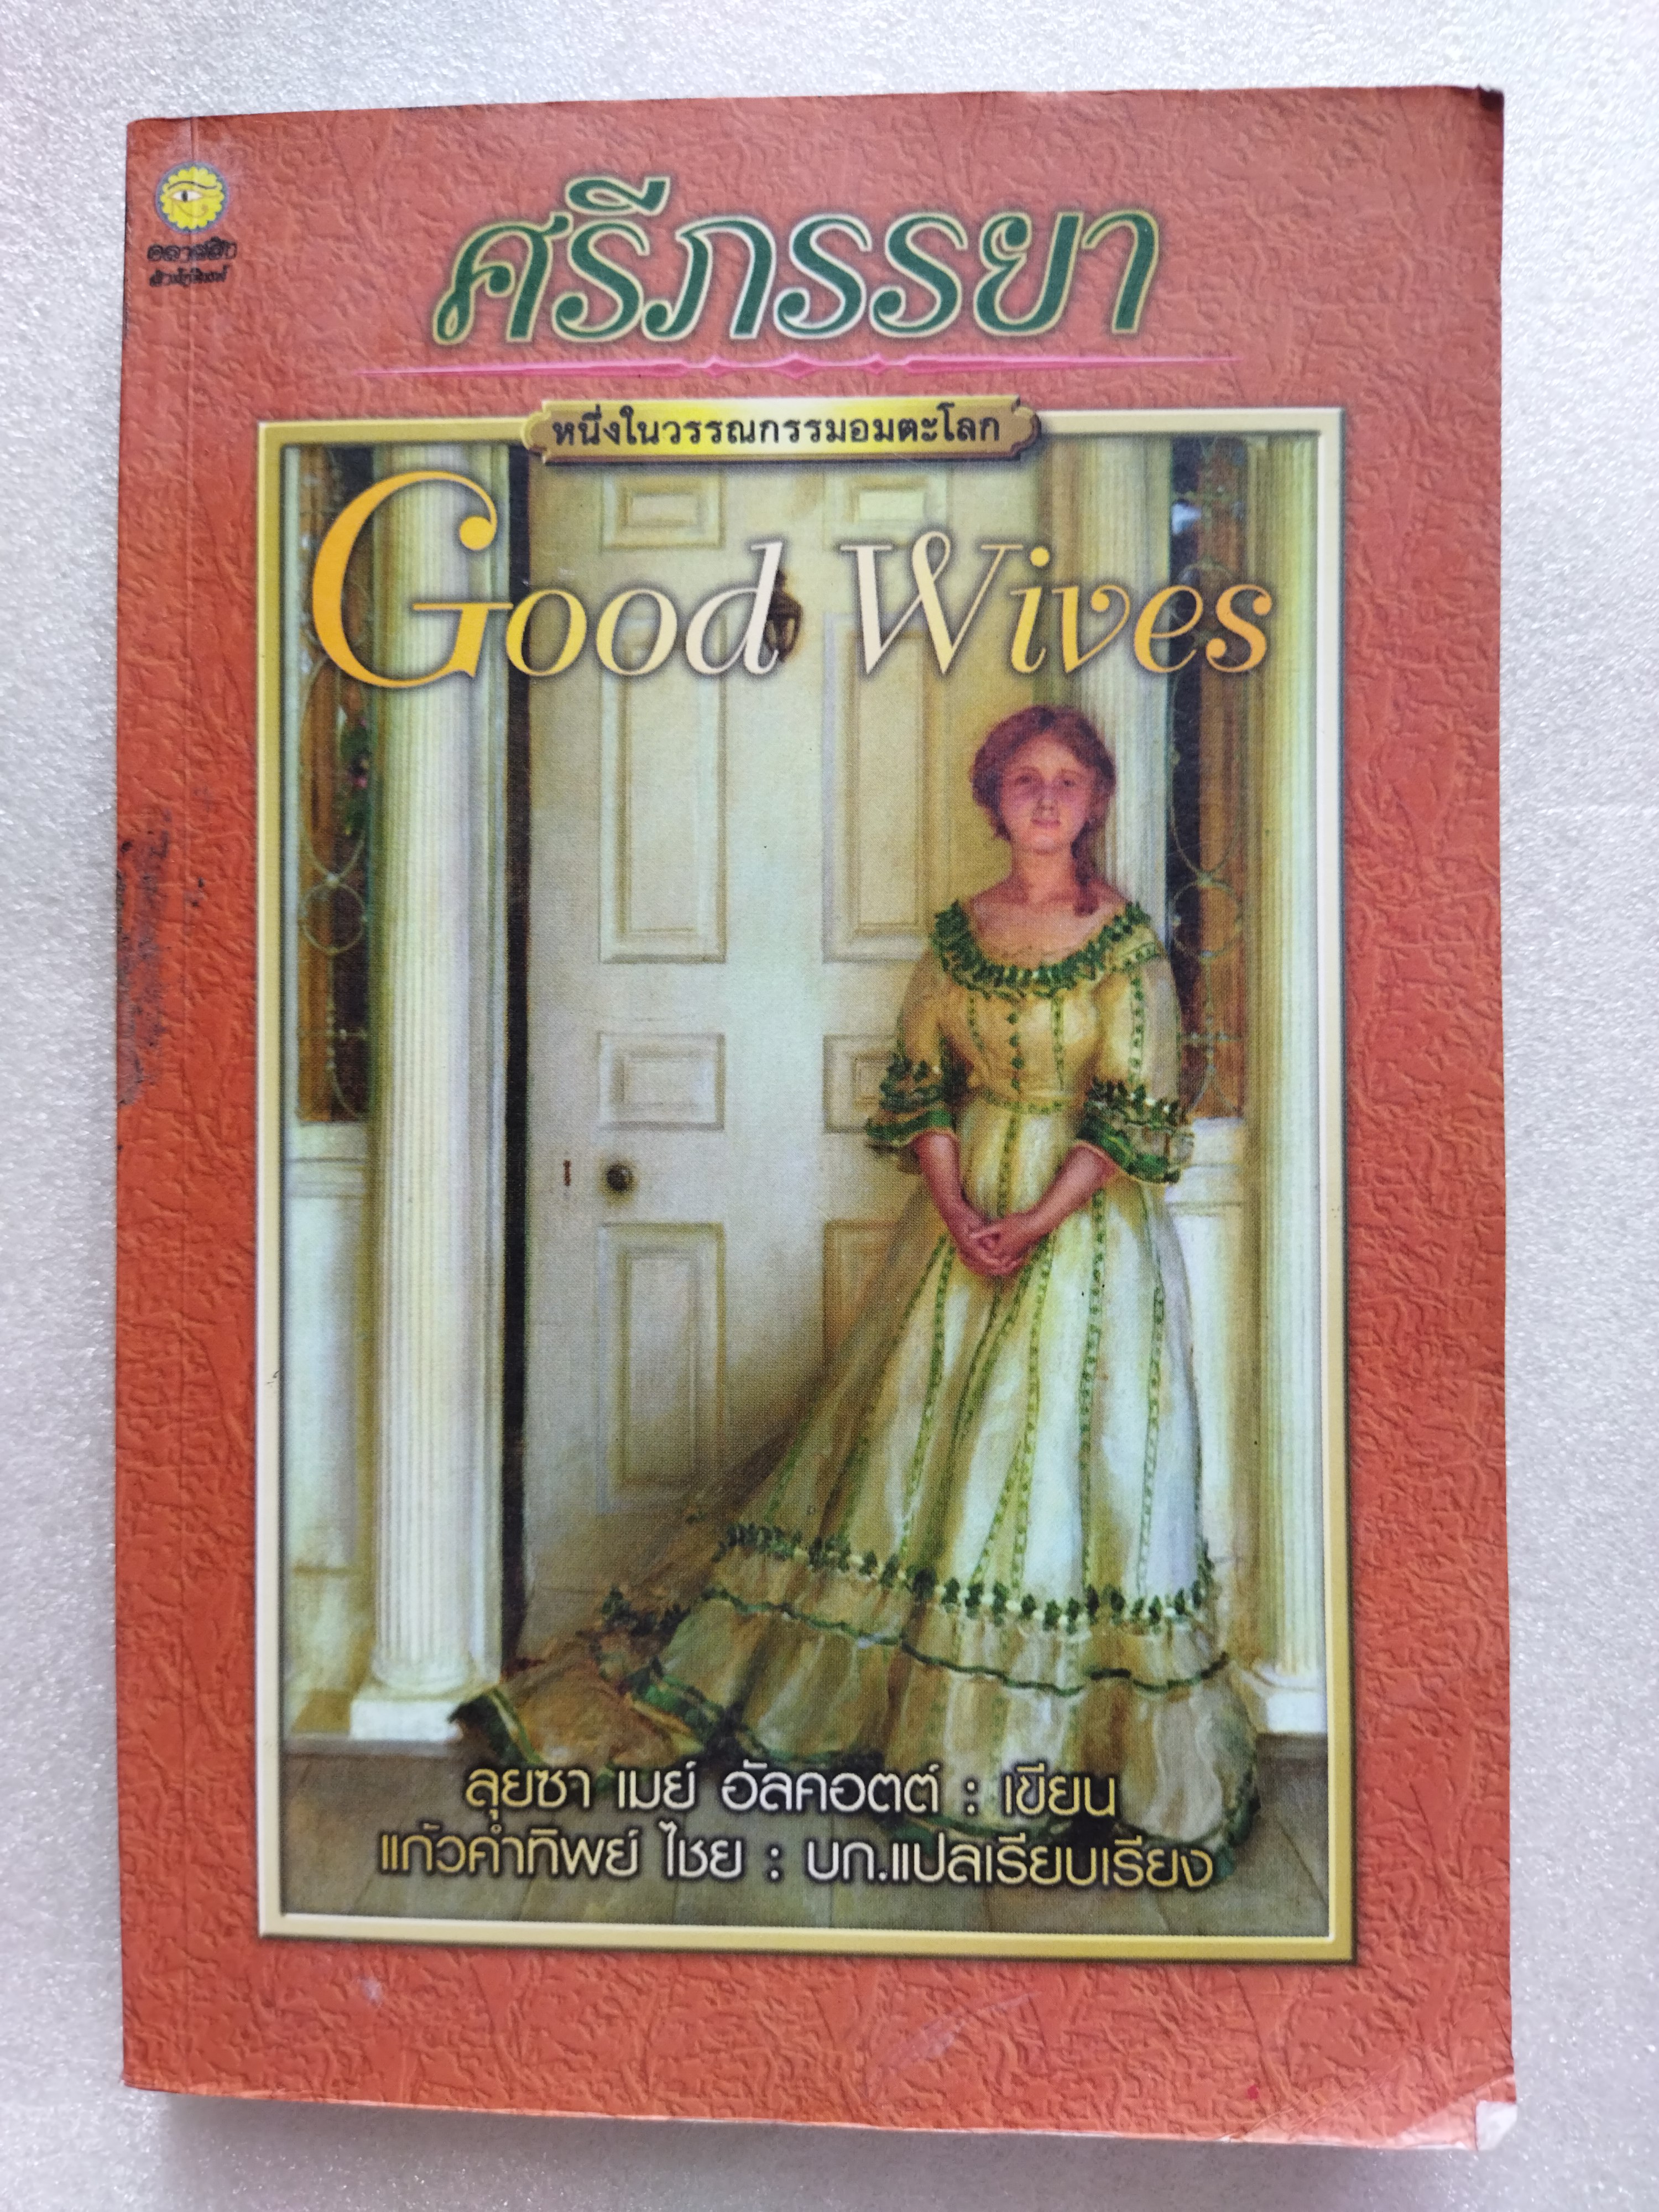 ศรีภรรยา
หนึ่งในวรรณกรรมอมตะโลก
Good Wives
ลุยซา เมย์ อัลคอตต์ : เขียน
แก้วคำทิพย์ ไชย : บก.แปลเรียบเรียง